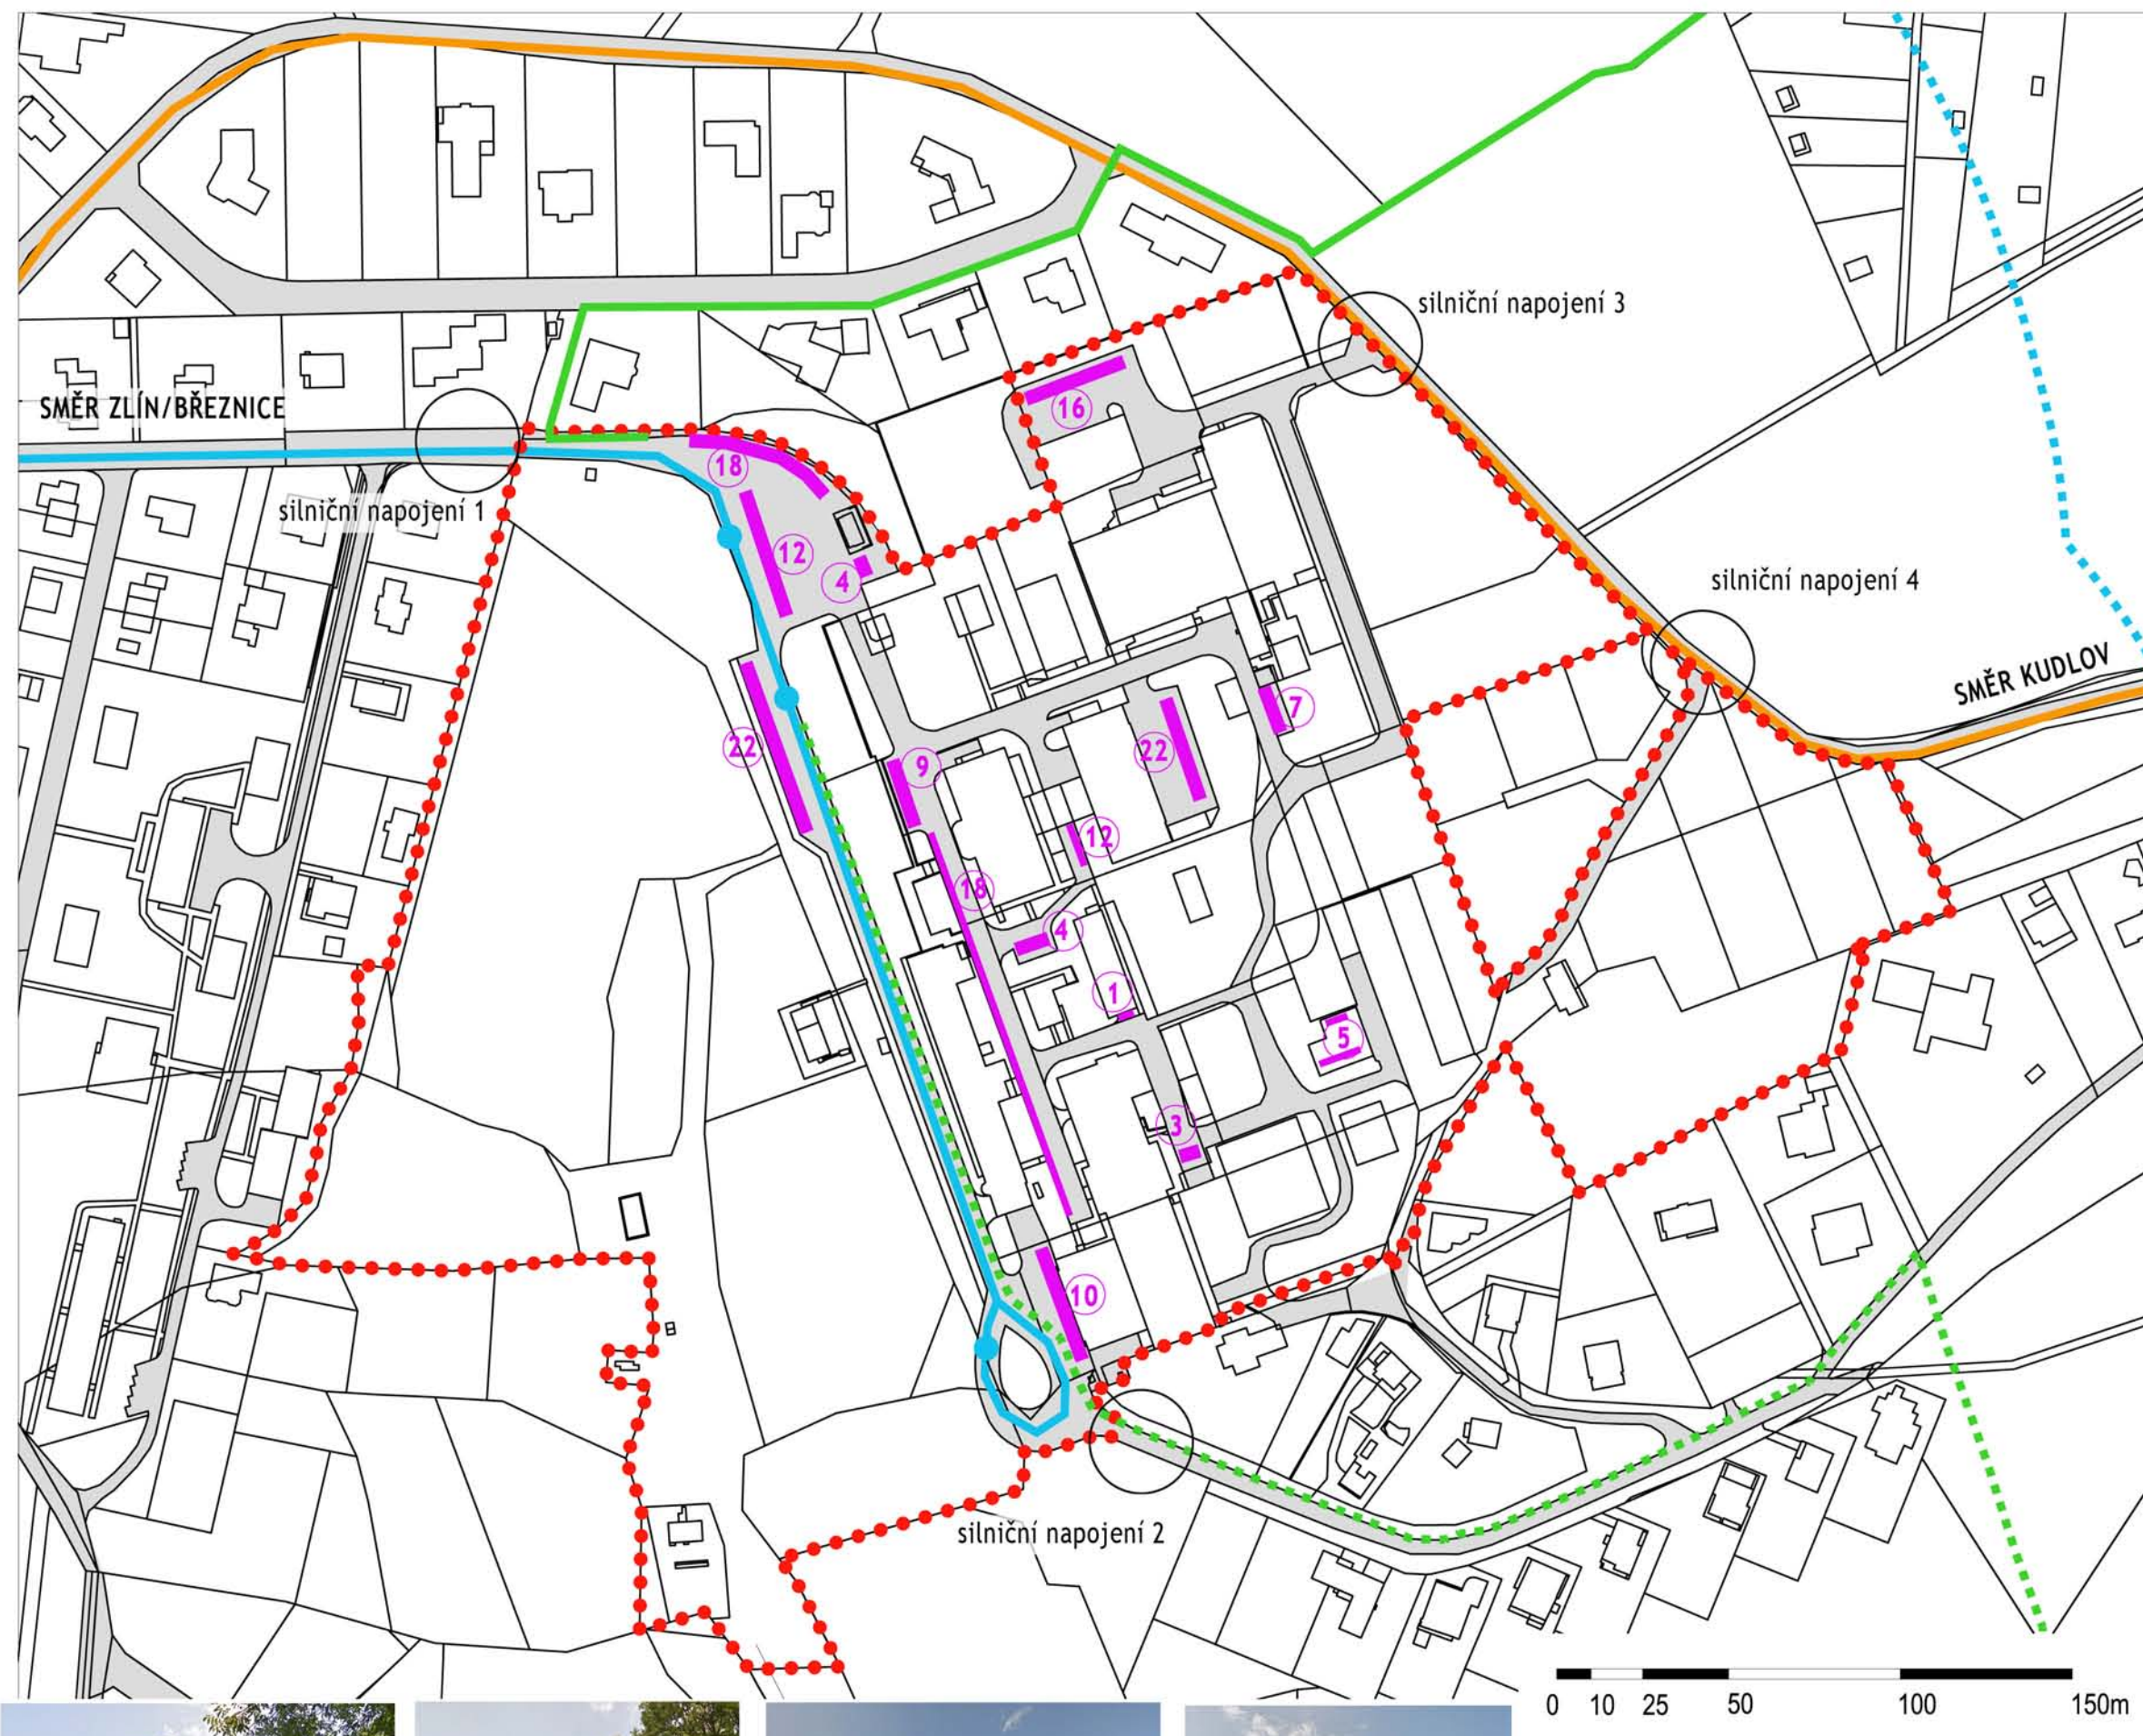 silniční napojení 3
SMĚR ZLÍN/BŘEZNICE
16
18
silniční napojení 1
12
4
silniční napojení 4
SMĚR KUDLOV
7
22
22
9
12
18
4
1
5
3
10
silniční napojení 2
0 10 25 50 100 150m